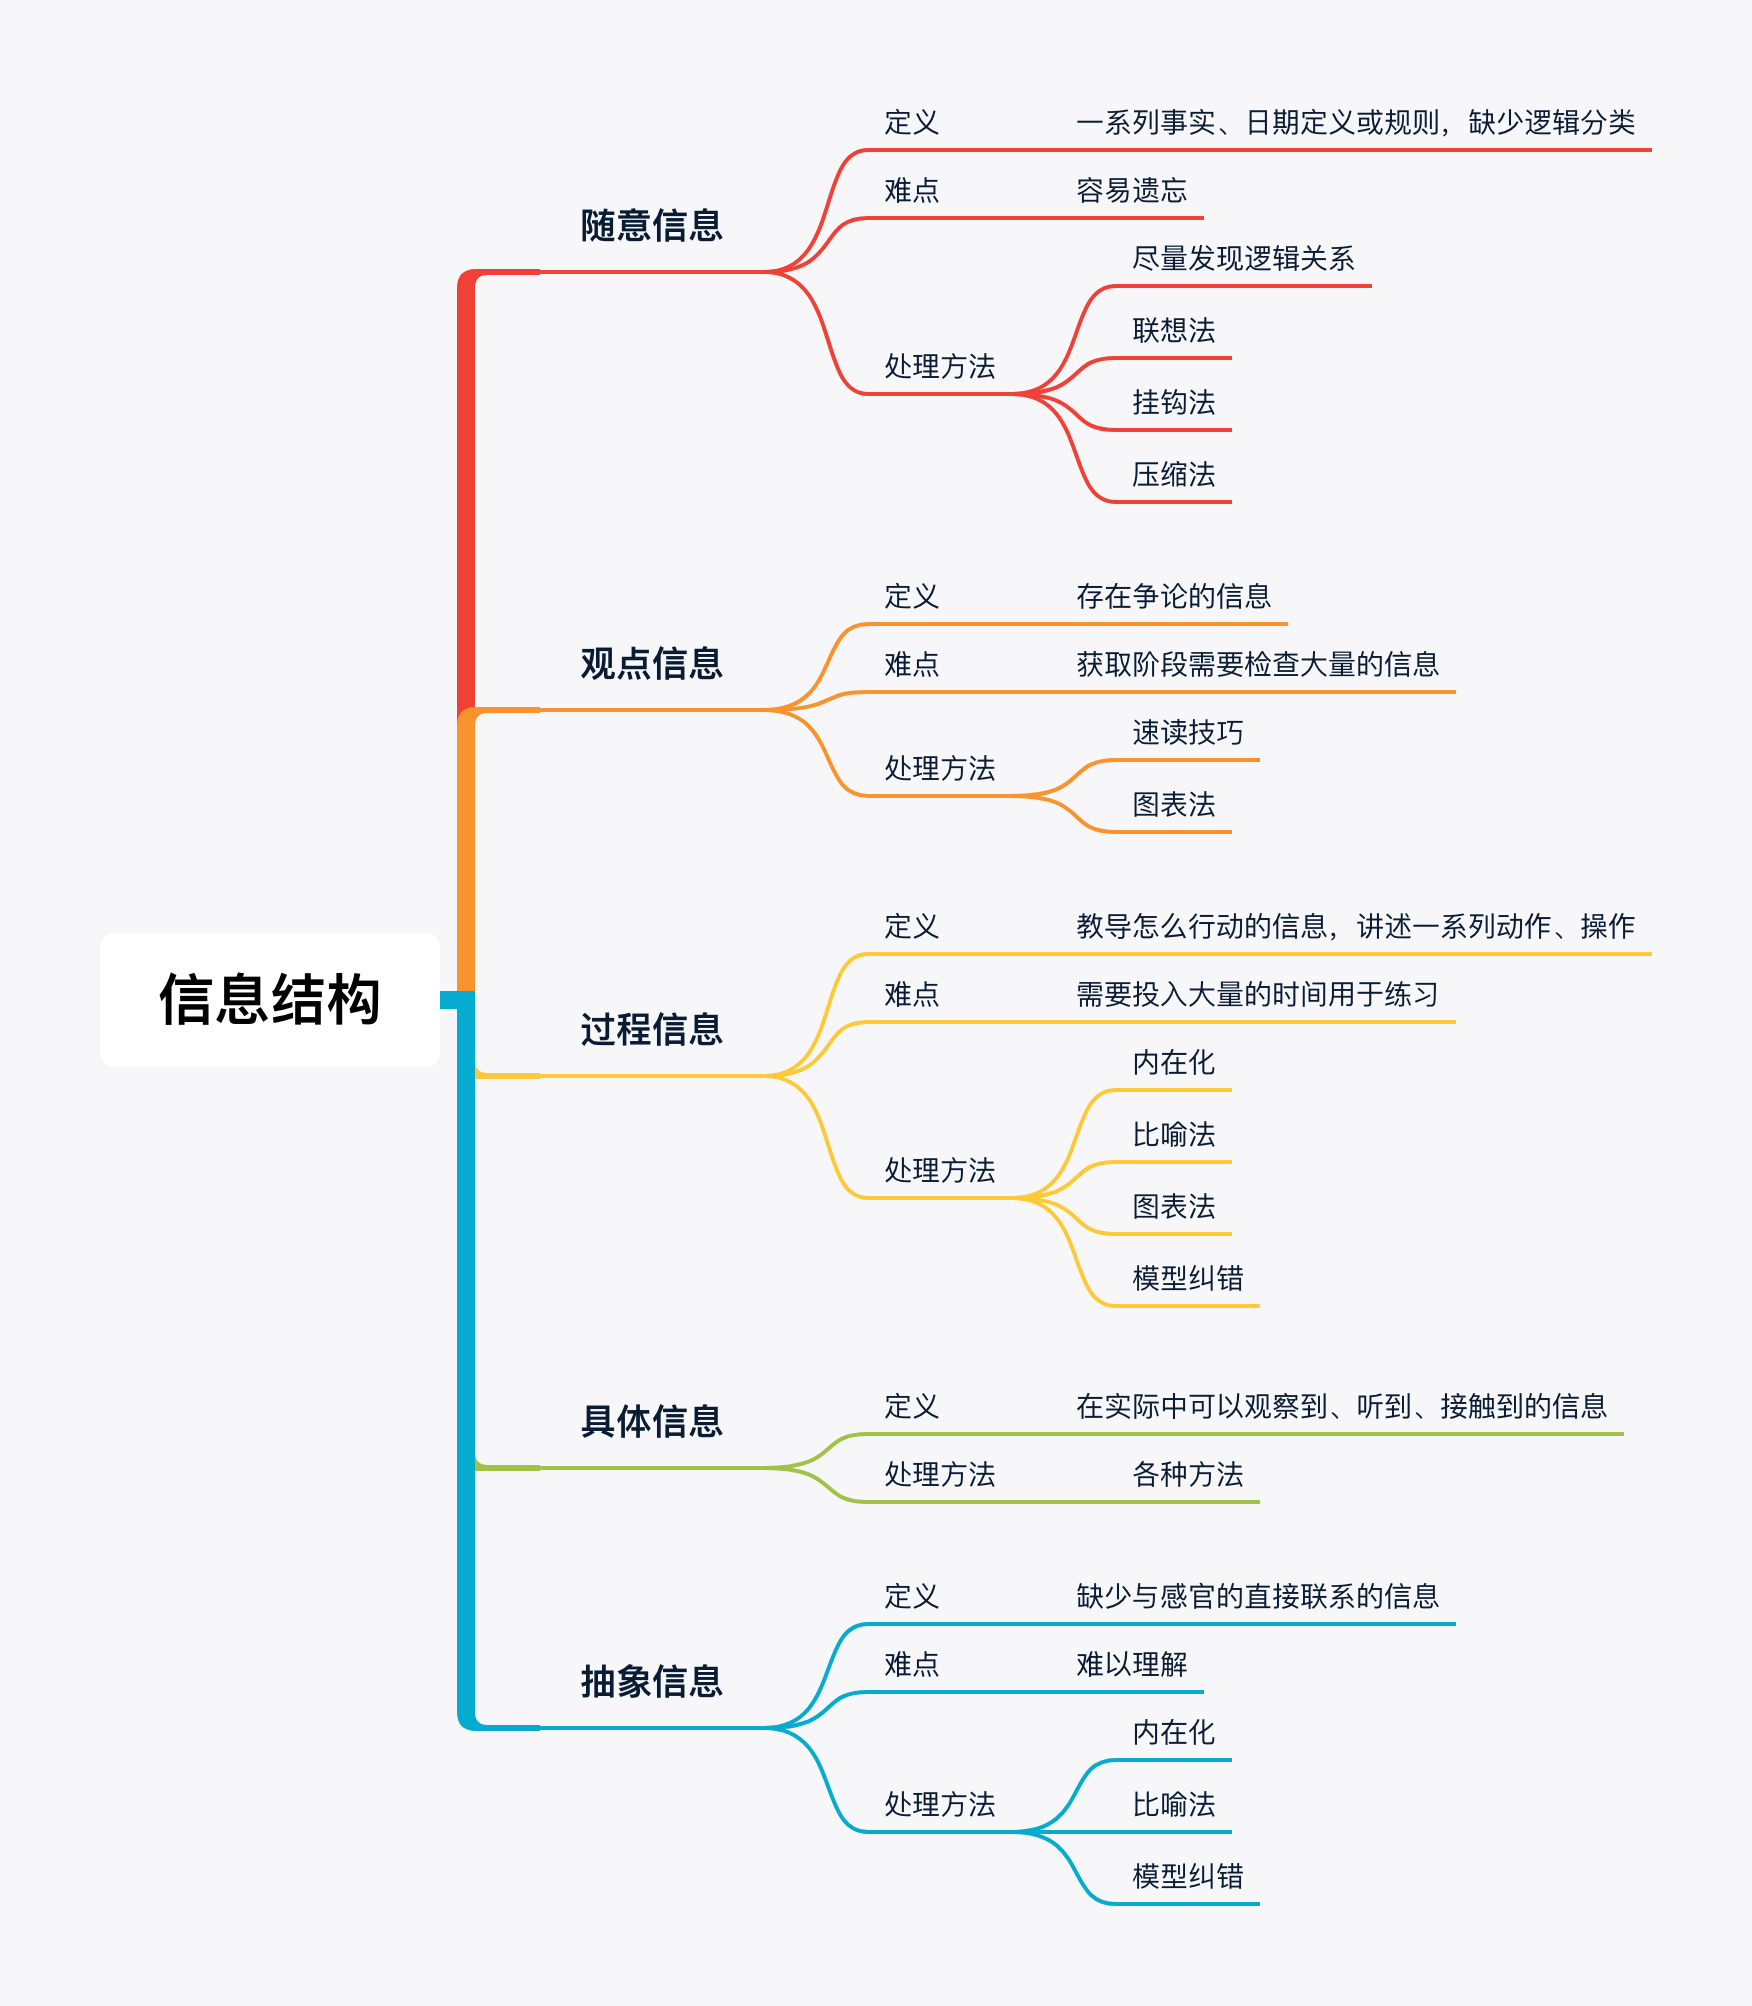 信息结构
随意信息
定义
一系列事实、日期定义或规则，缺少逻辑分类
难点
容易遗忘
处理方法
尽量发现逻辑关系
联想法
挂钩法
压缩法
观点信息
定义
存在争论的信息
难点
获取阶段需要检查大量的信息
处理方法
速读技巧
图表法
过程信息
定义
教导怎么行动的信息，讲述一系列动作、操作
难点
需要投入大量的时间用于练习
处理方法
内在化
比喻法
图表法
模型纠错
具体信息
定义
在实际中可以观察到、听到、接触到的信息
处理方法
各种方法
抽象信息
定义
缺少与感官的直接联系的信息
难点
难以理解
处理方法
内在化
比喻法
模型纠错